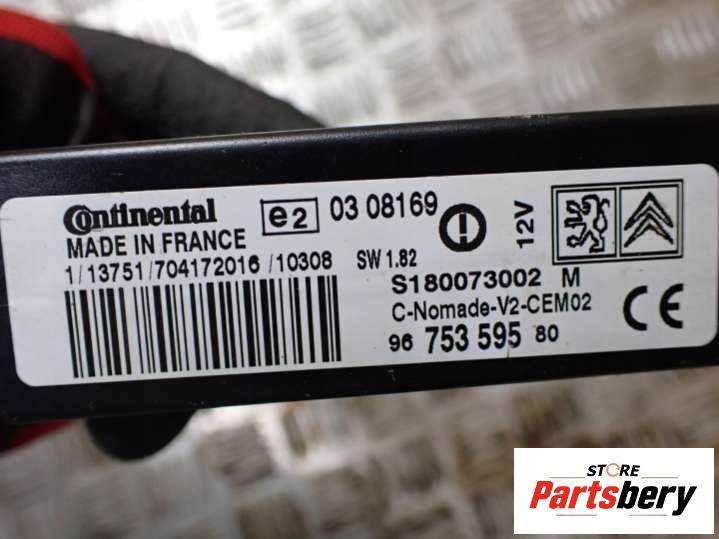 Continental
e2 03 08169
MADE IN FRANCE
12V
1/13751/704172016/10308 SW 1.82
S180073002 M
C-Nomade-V2-CEM02
96 753 595 80
CE
STORE
Partsbery